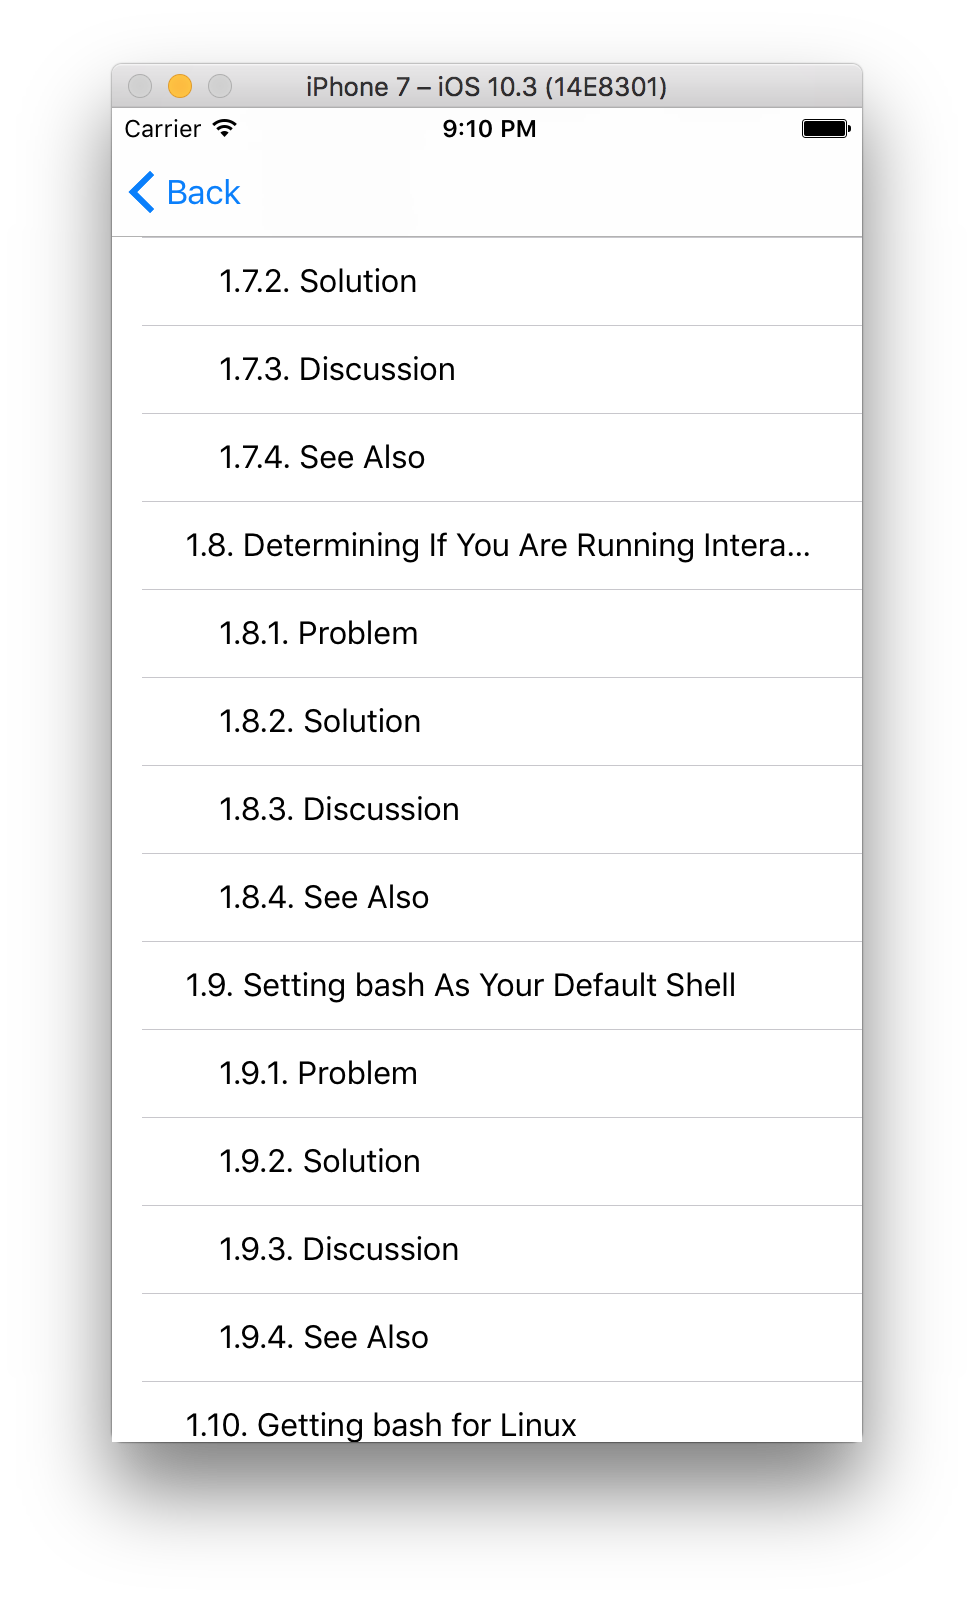 iPhone 7 – iOS 10.3 (14E8301)
Carrier 9:10 PM
Back
1.7.2. Solution
1.7.3. Discussion
1.7.4. See Also
1.8. Determining If You Are Running Intera...
1.8.1. Problem
1.8.2. Solution
1.8.3. Discussion
1.8.4. See Also
1.9. Setting bash As Your Default Shell
1.9.1. Problem
1.9.2. Solution
1.9.3. Discussion
1.9.4. See Also
1.10. Getting bash for Linux